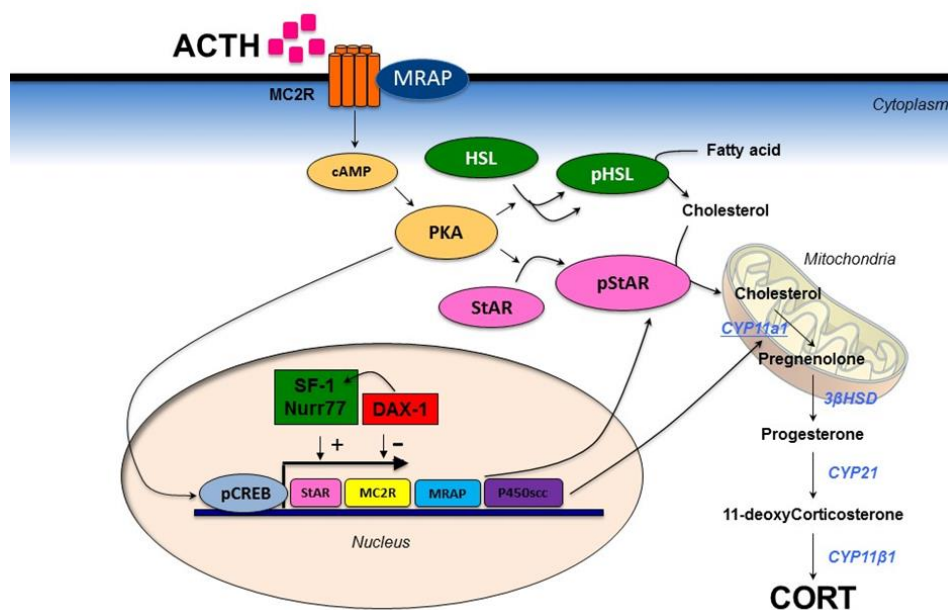 ACTH
MRAP
MC2R
Cytoplasm
cAMP
HSL
pHSL
Fatty acid
Cholesterol
PKA
StAR
pStAR
Mitochondria
Cholesterol
CYP11a1
Pregnenolone
3βHSD
Progesterone
CYP21
11-deoxyCorticosterone
CYP11β1
CORT
SF-1
Nurr77
DAX-1
+
–
pCREB
StAR
MC2R
MRAP
P450scc
Nucleus